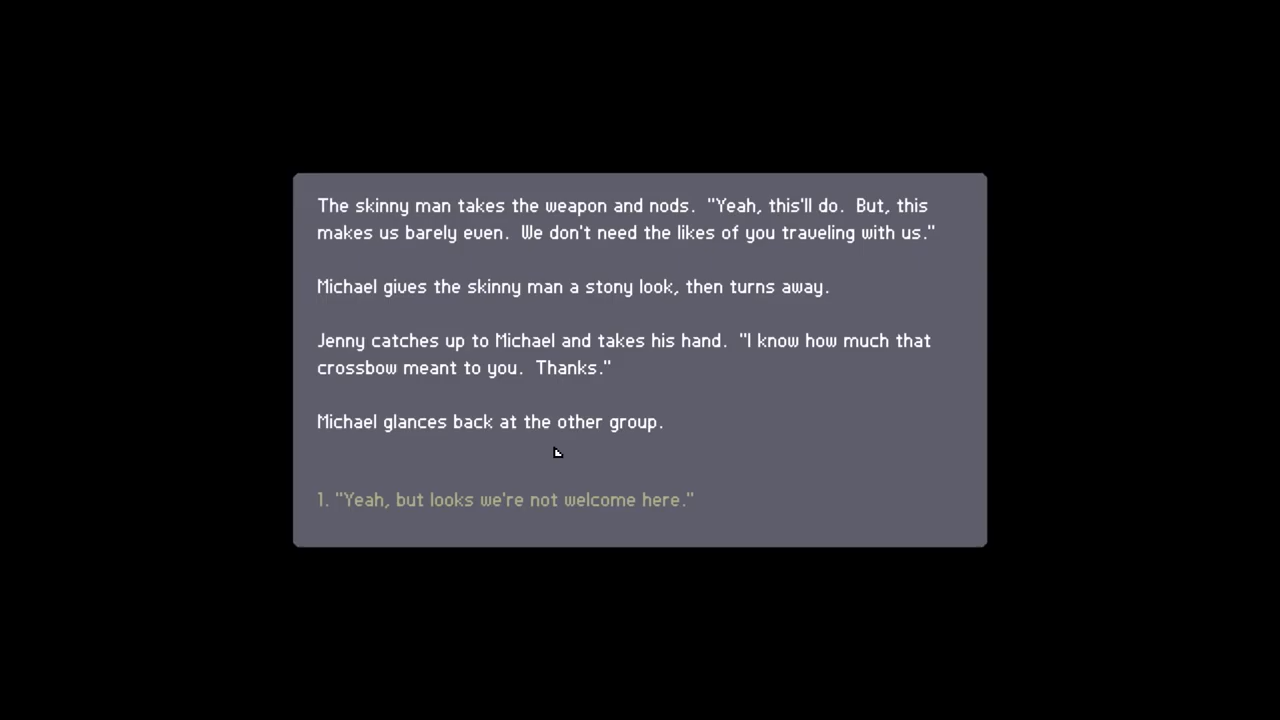 The skinny man takes the weapon and nods.  "Yeah, this'll do.  But, this
makes us barely even.  We don't need the likes of you traveling with us."
Michael gives the skinny man a stony look, then turns away.
Jenny catches up to Michael and takes his hand.  "I know how much that
crossbow meant to you.  Thanks."
Michael glances back at the other group.
1. "Yeah, but looks we're not welcome here."